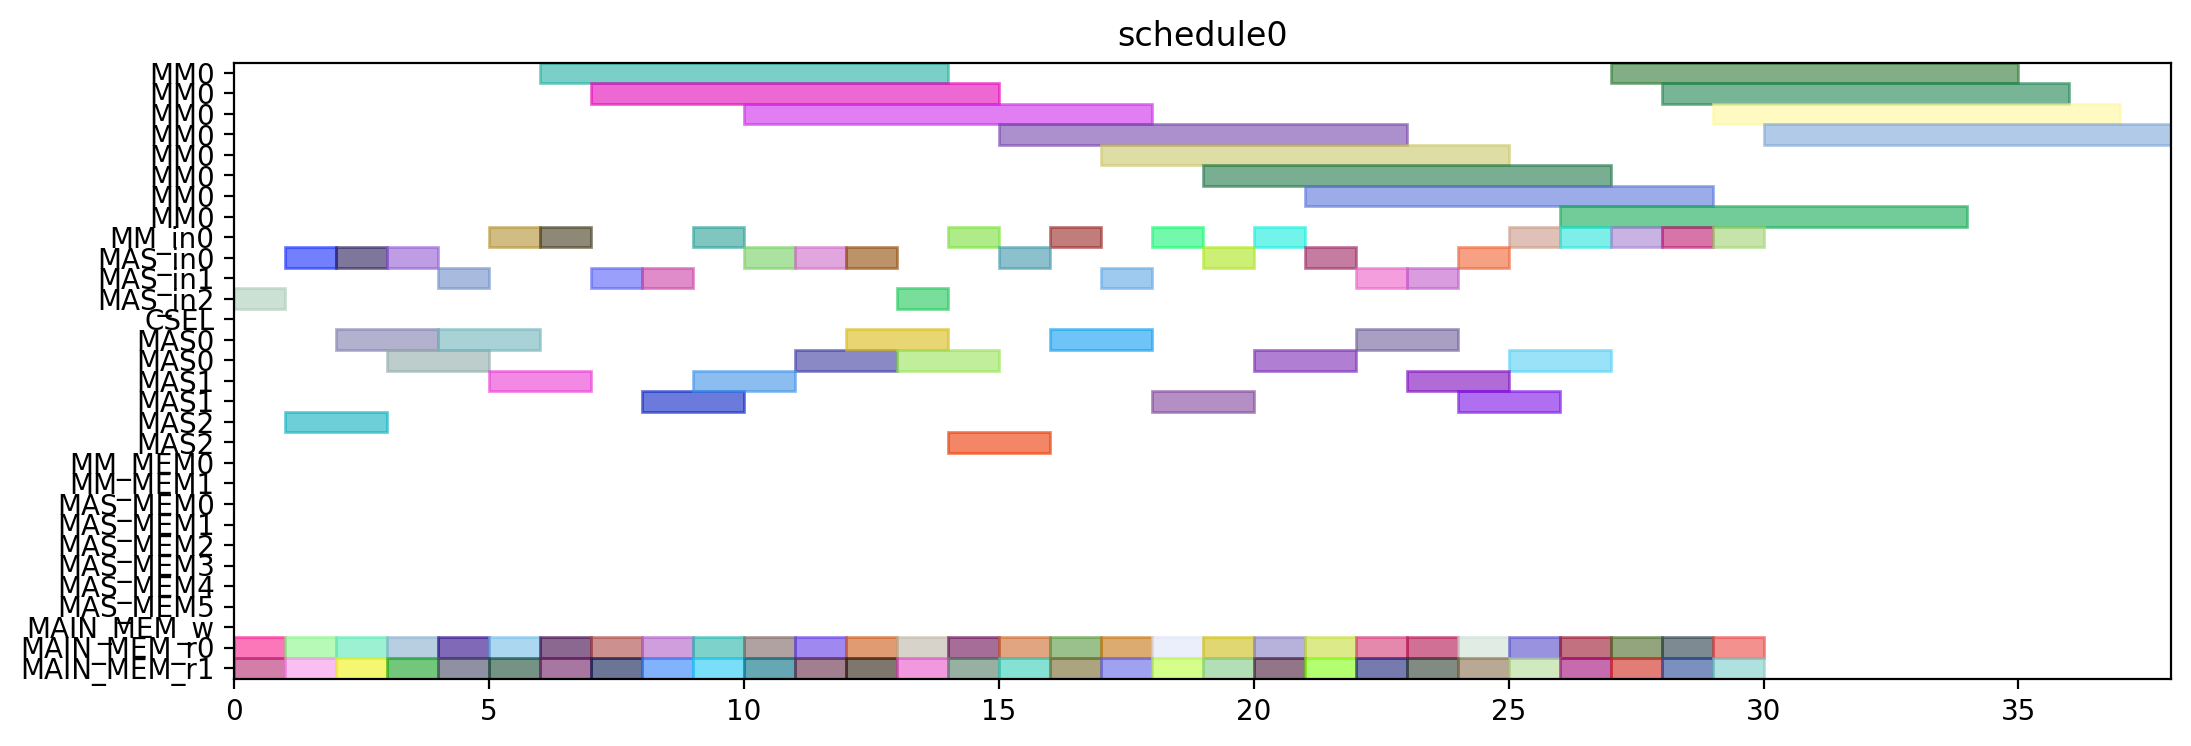 schedule0
MM0
MM0
MM0
MM0
MM0
MM0
MM0
MM0
MM_in0
MAS_in0
MAS_in1
MAS_in2
CSEL
MAS0
MAS0
MAS1
MAS1
MAS2
MAS2
MM_MEM0
MM_MEM1
MAS_MEM0
MAS_MEM1
MAS_MEM2
MAS_MEM3
MAS_MEM4
MAS_MEM5
MAIN_MEM_w
MAIN_MEM_r0
MAIN_MEM_r1
0 5 10 15 20 25 30 35